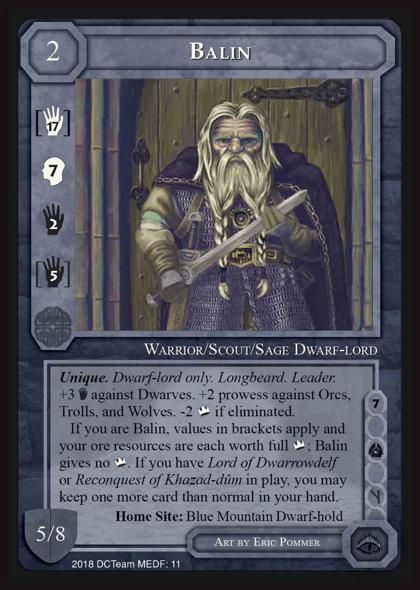 2
BALIN
[17]
7
2
[5]
WARRIOR/SCOUT/SAGE DWARF-LORD
Unique. Dwarf-lord only. Longbeard. Leader.
+3 against Dwarves. +2 prowess against Orcs,
Trolls, and Wolves. -2 if eliminated.
If you are Balin, values in brackets apply and
your ore resources are each worth full ; Balin
gives no . If you have Lord of Dwarrowdelf
or Reconquest of Khazad-dûm in play, you may
keep one more card than normal in your hand.
Home Site: Blue Mountain Dwarf-hold
7
5/8
ART BY ERIC POMMER
2018 DCTeam MEDF: 11